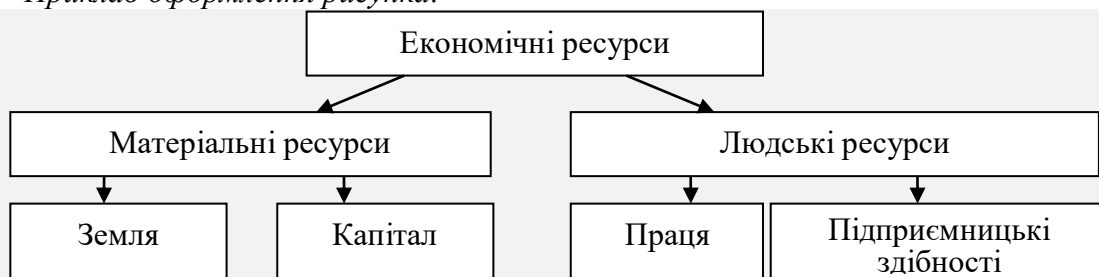 Приклад оформлення рисунка:
Економічні ресурси
Матеріальні ресурси
Людські ресурси
Земля
Капітал
Праця
Підприємницькі
здібності